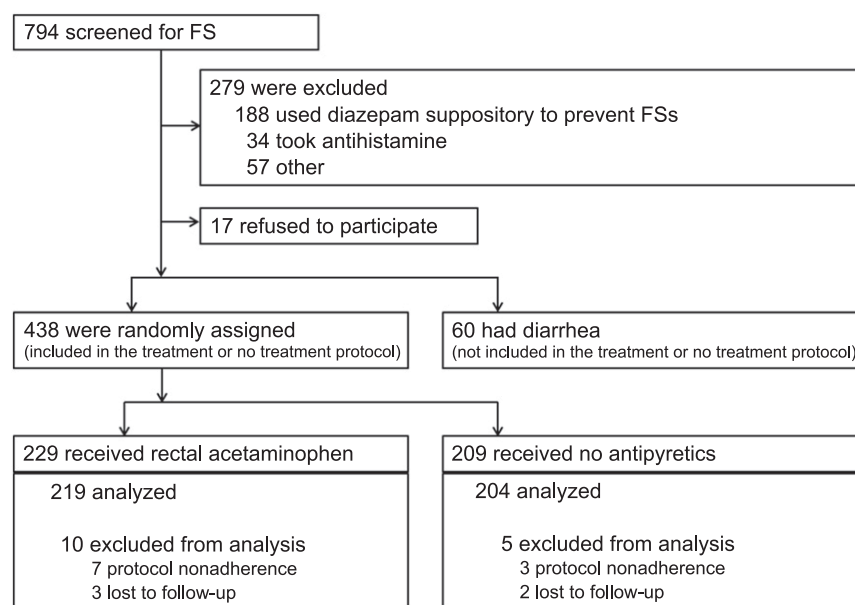 794 screened for FS
279 were excluded
188 used diazepam suppository to prevent FSs
34 took antihistamine
57 other
17 refused to participate
438 were randomly assigned
(included in the treatment or no treatment protocol)
60 had diarrhea
(not included in the treatment or no treatment protocol)
229 received rectal acetaminophen
219 analyzed
10 excluded from analysis
7 protocol nonadherence
3 lost to follow-up
209 received no antipyretics
204 analyzed
5 excluded from analysis
3 protocol nonadherence
2 lost to follow-up